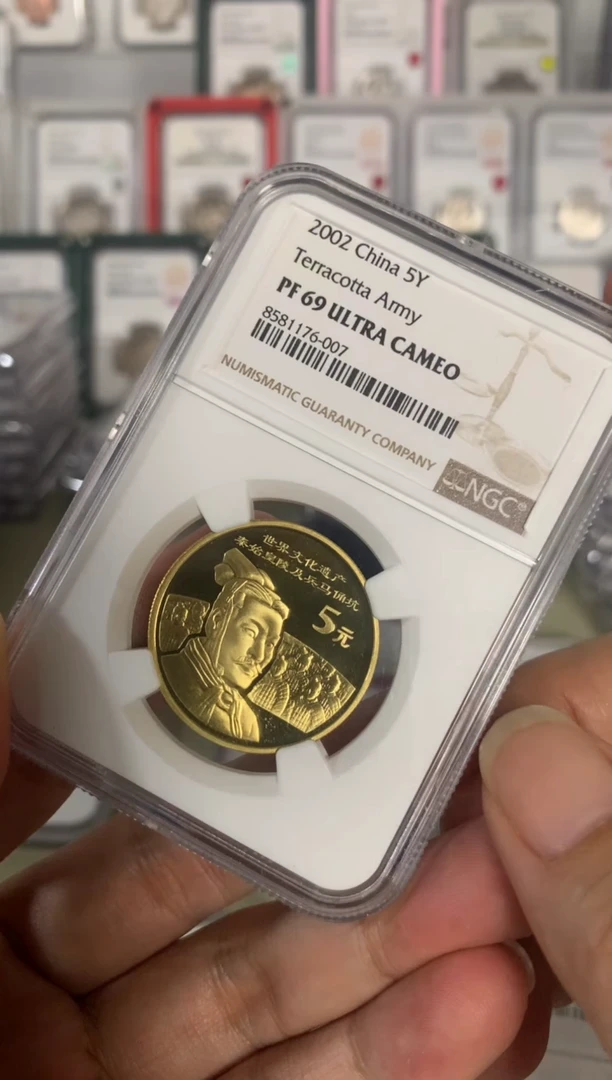 2002 China 5Y
Terracotta Army
PF 69 ULTRA CAMEO
8581176-007
NUMISMATIC GUARANTY COMPANY
NGC®
世界文化遗产
秦始皇陵及兵马俑坑
5元